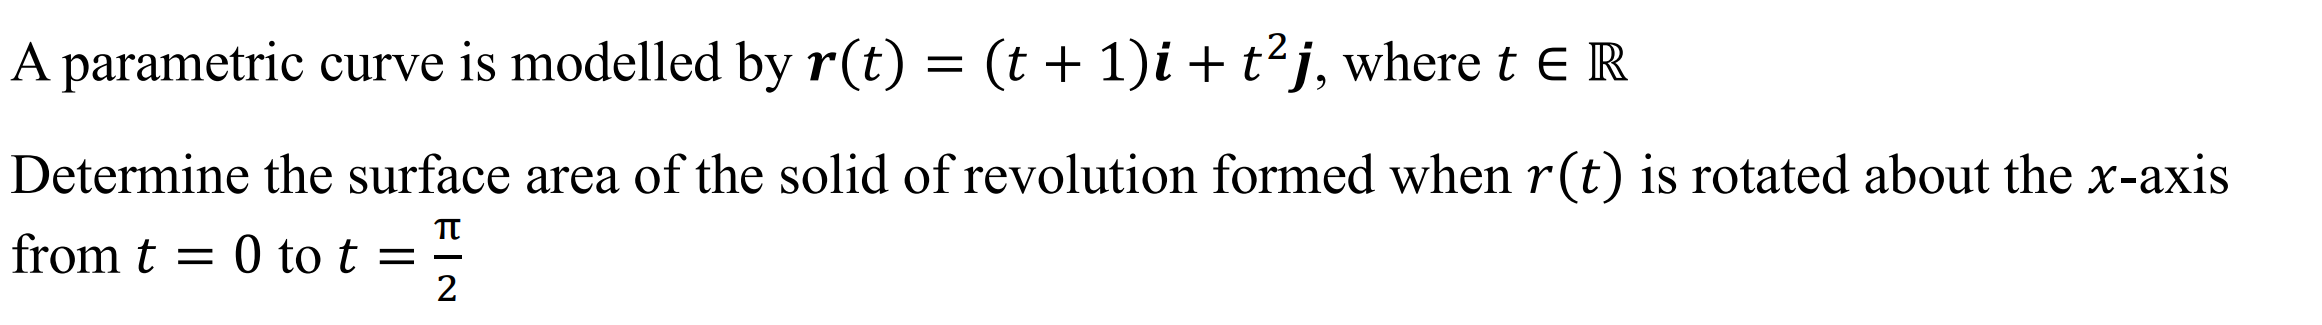 A parametric curve is modelled by 𝒓(t) = (t + 1)𝒊 + t²𝒋, where t ∈ ℝ
Determine the surface area of the solid of revolution formed when r(t) is rotated about the x-axis
from t = 0 to t = π/2